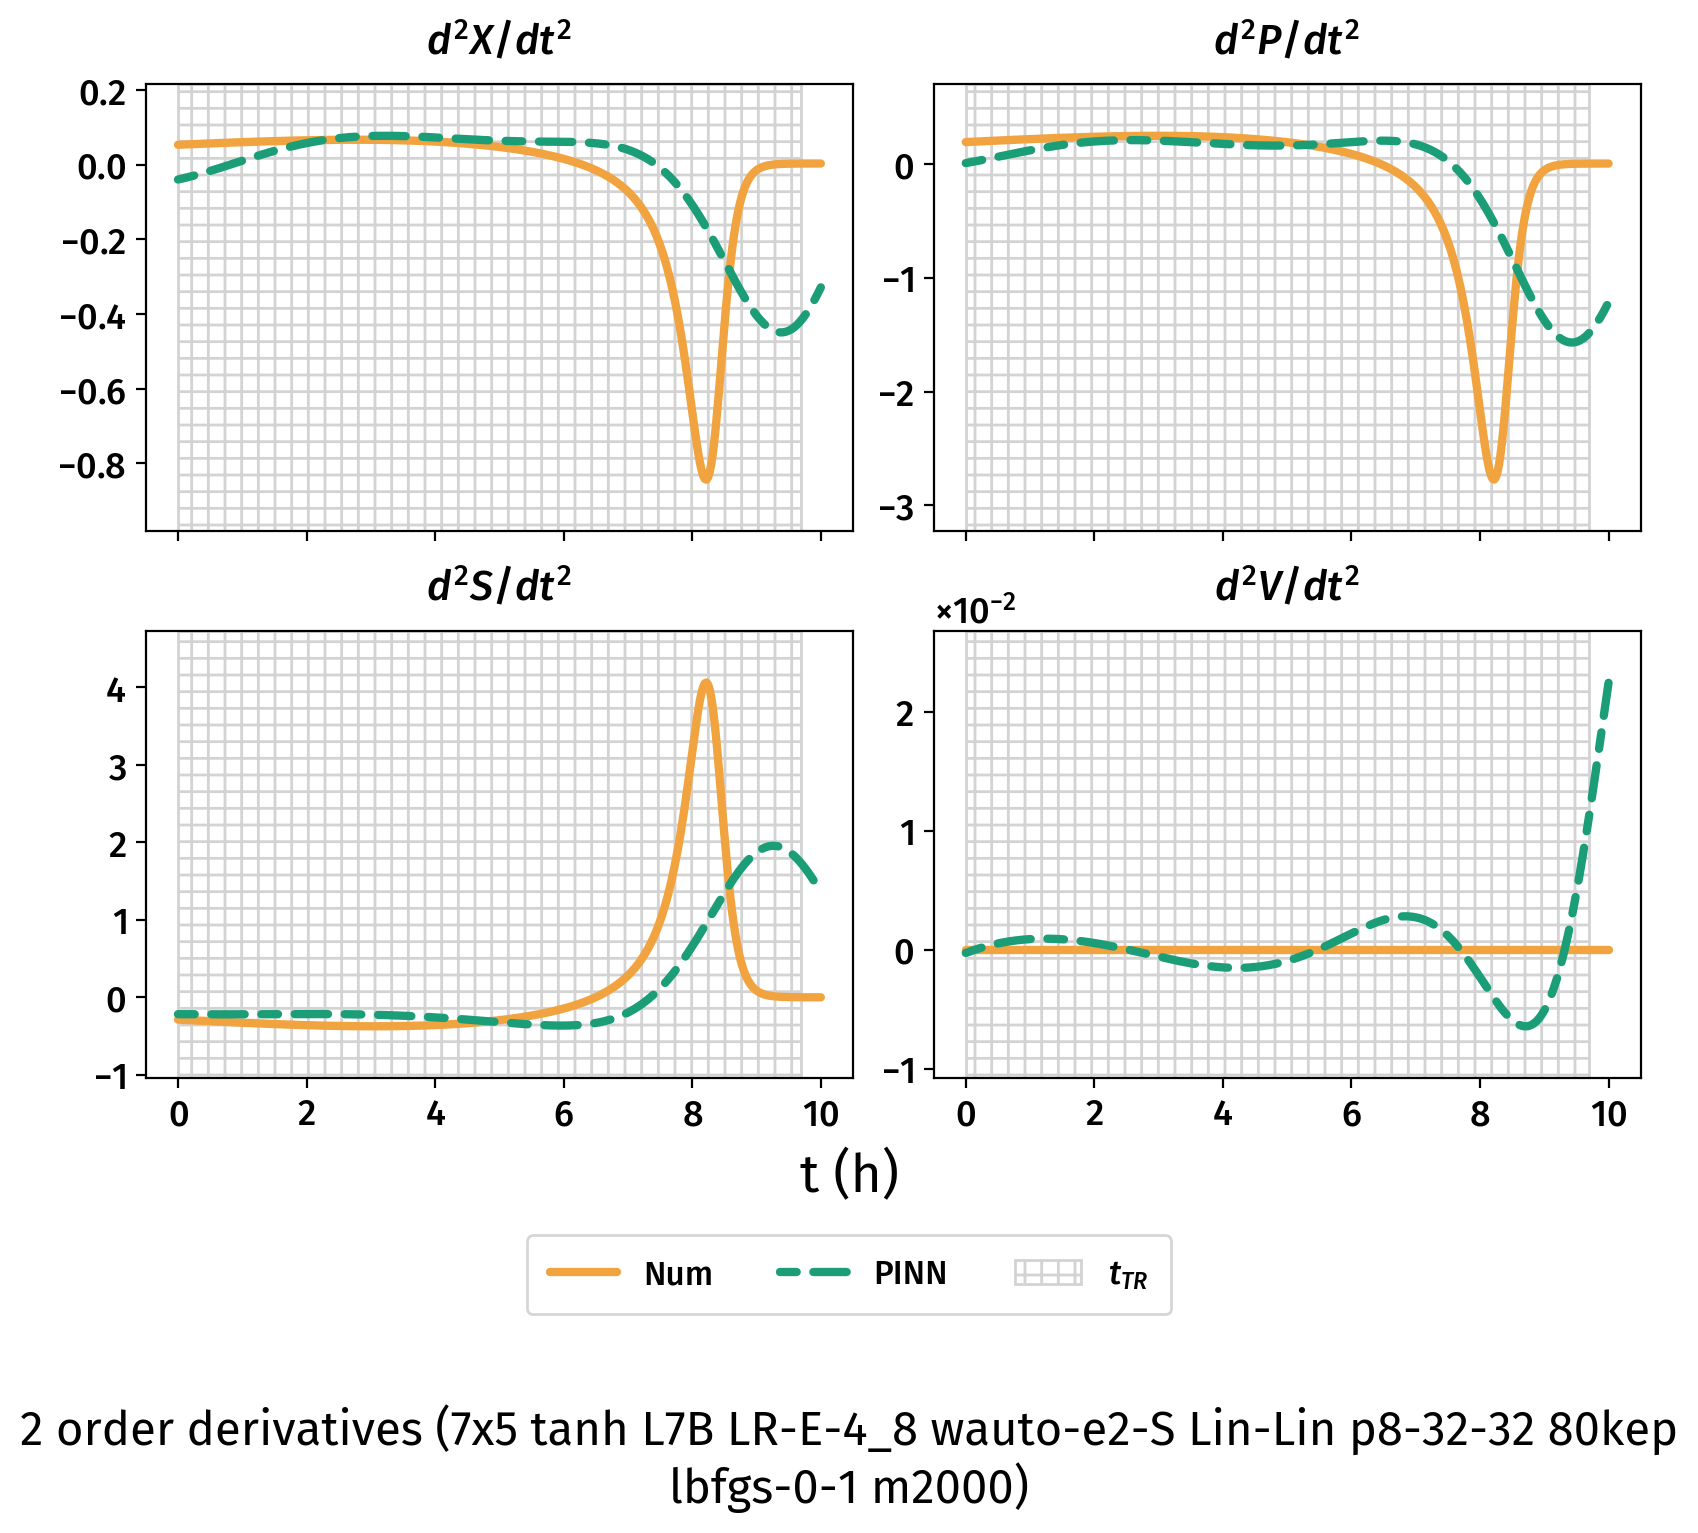 d²X/dt²
d²P/dt²
0.2
0.0
−0.2
−0.4
−0.6
−0.8
0
−1
−2
−3
d²S/dt²
d²V/dt²
×10⁻²
4
3
2
1
0
−1
2
1
0
−1
0 2 4 6 8 10
0 2 4 6 8 10
t (h)
Num PINN t_TR
2 order derivatives (7x5 tanh L7B LR-E-4_8 wauto-e2-S Lin-Lin p8-32-32 80kep
lbfgs-0-1 m2000)